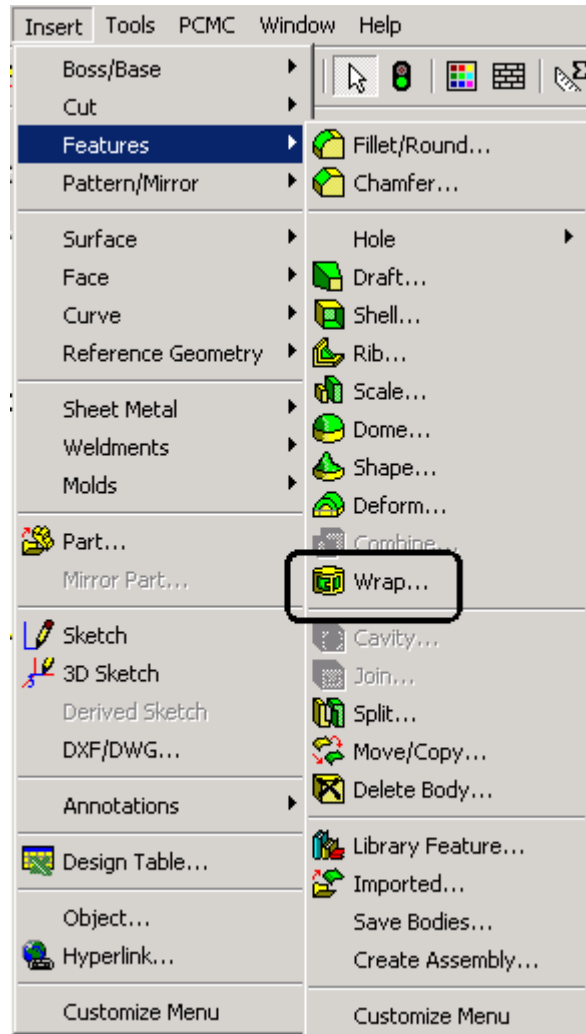 Insert Tools PCMC Window Help
Boss/Base
Cut
Features
Pattern/Mirror
Surface
Face
Curve
Reference Geometry
Sheet Metal
Weldments
Molds
Part...
Mirror Part...
Sketch
3D Sketch
Derived Sketch
DXF/DWG...
Annotations
Design Table...
Object...
Hyperlink...
Customize Menu
Fillet/Round...
Chamfer...
Hole
Draft...
Shell...
Rib...
Scale...
Dome...
Shape...
Deform...
Combine...
Wrap...
Cavity...
Join...
Split...
Move/Copy...
Delete Body...
Library Feature...
Imported...
Save Bodies...
Create Assembly...
Customize Menu